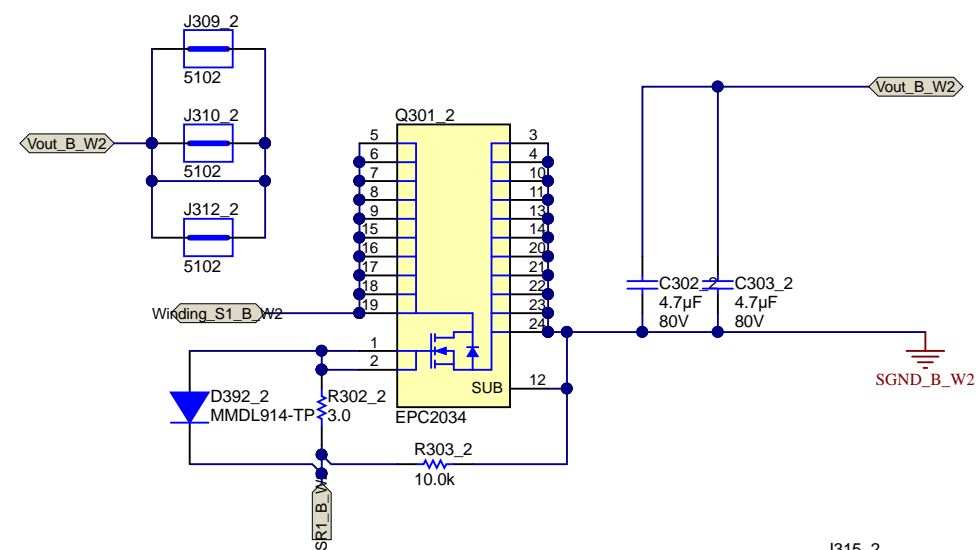 J309_2
5102
J310_2
5102
J312_2
5102
Vout_B_W2
Winding_S1_B_W2
Q301_2
5
6
7
8
9
15
16
17
18
19
1
2
3
4
10
11
13
14
20
21
22
23
24
12
SUB
EPC2034
D392_2
MMDL914-TP
R302_2
3.0
R303_2
10.0k
SR1_B_W
Vout_B_W2
C302_2
4.7µF
80V
C303_2
4.7µF
80V
SGND_B_W2
J315_2